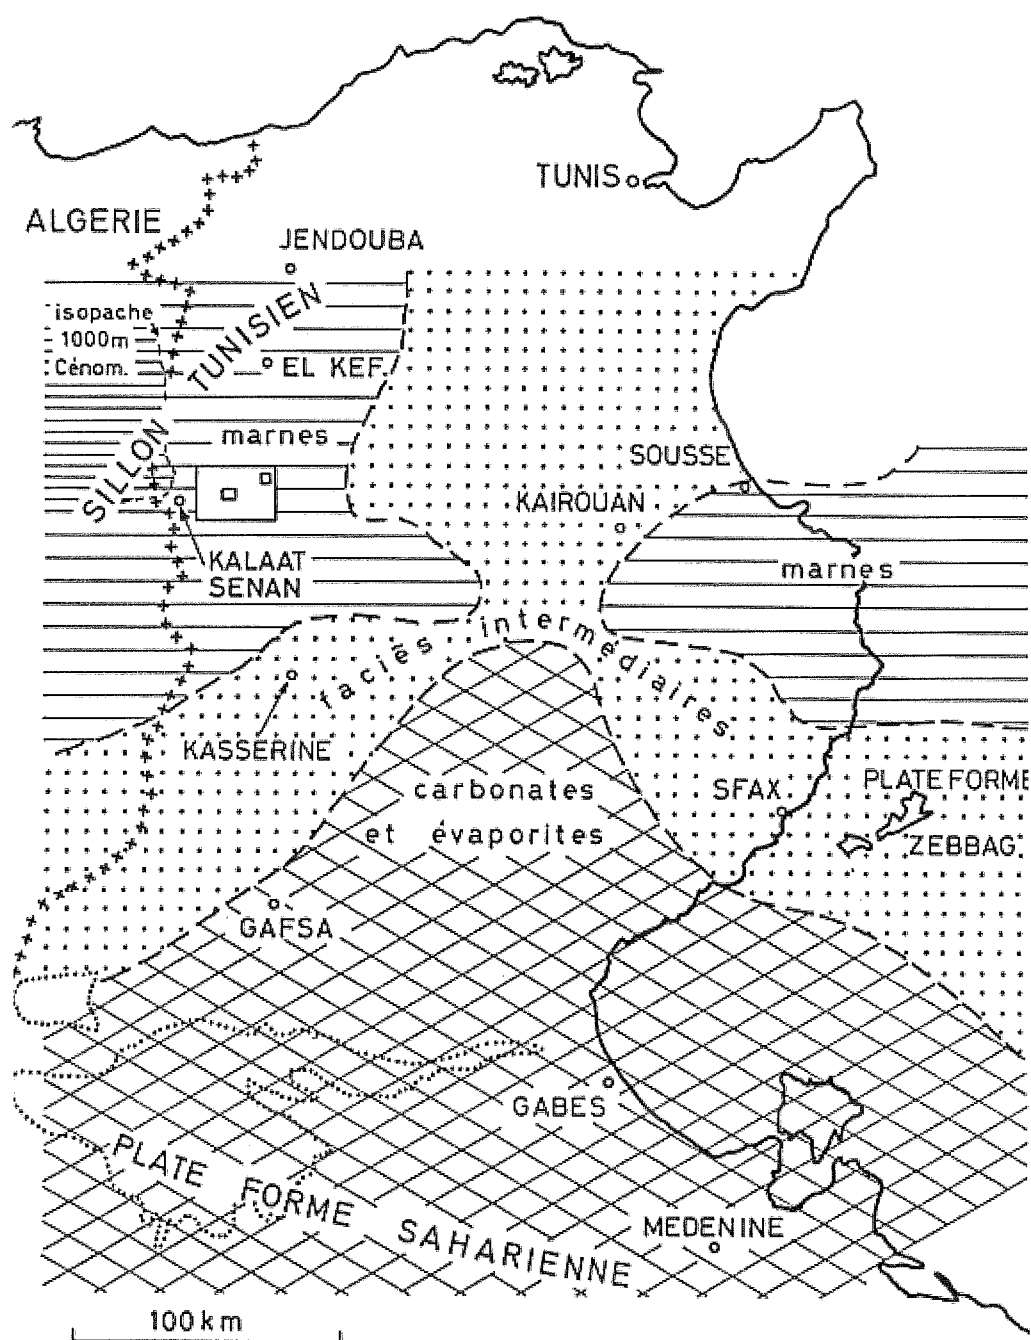 TUNIS
ALGERIE
JENDOUBA
isopache
1000m
Cénom.
SILLON TUNISIEN
EL KEF
marnes
SOUSSE
KAIROUAN
KALAAT
SENAN
marnes
faciès intermédiaires
KASSERINE
carbonates
et évaporites
SFAX
PLATE FORME
ZEBBAG
GAFSA
GABES
PLATE FORME SAHARIENNE
MEDENINE
100 km